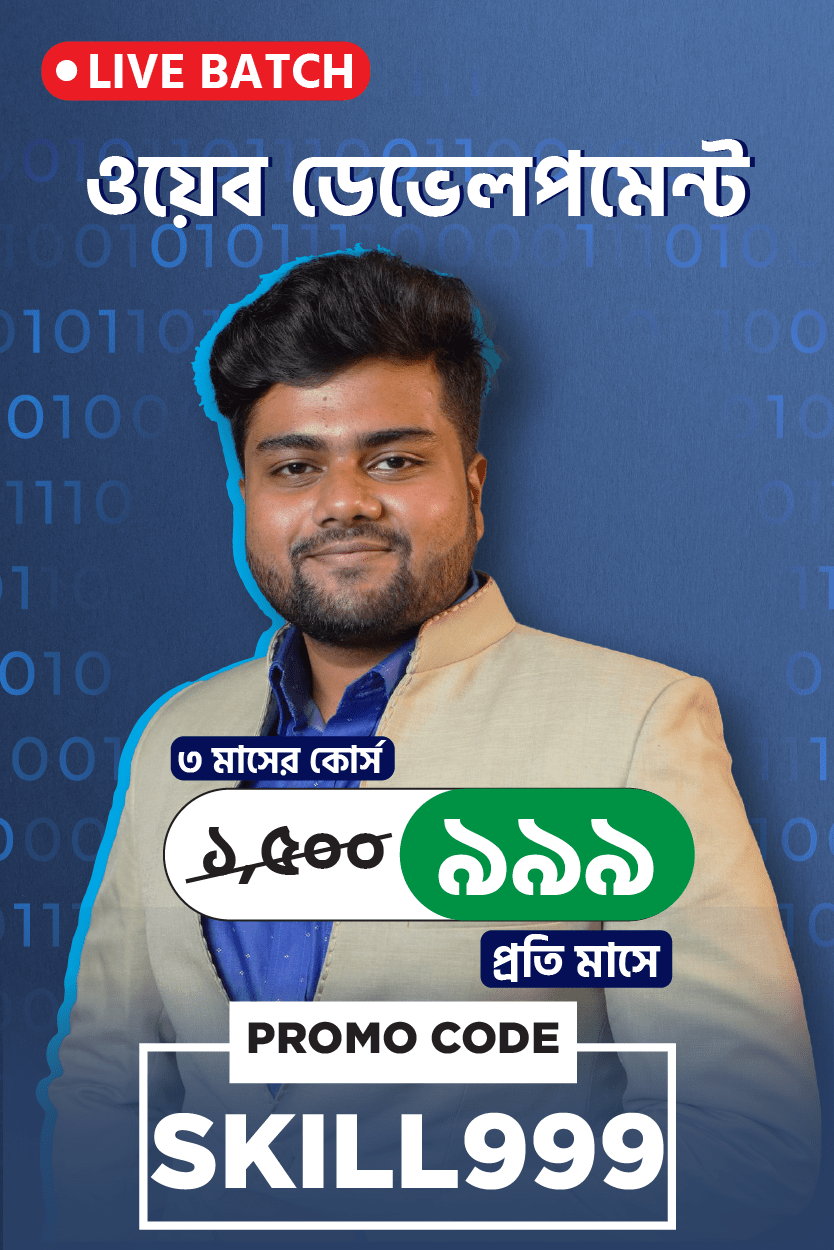 LIVE BATCH
ওয়েব ডেভেলপমেন্ট
৩ মাসের কোর্স
১,৫০০ ৯৯৯
প্রতি মাসে
PROMO CODE
SKILL999